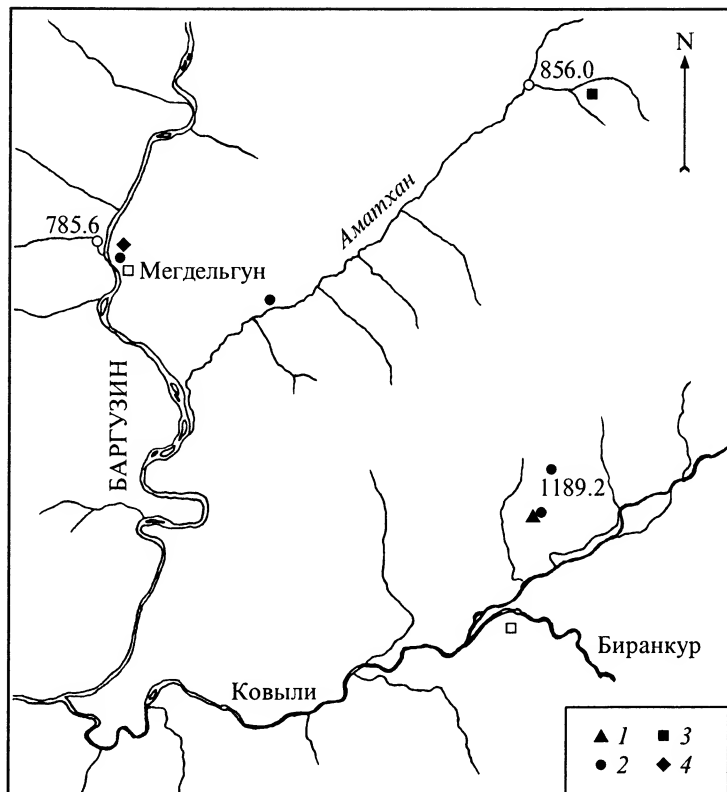 N
856.0
Аматхан
785.6
Мегдельгун
БАРГУЗИН
1189.2
Биранкур
Ковыли
1 3
2 4